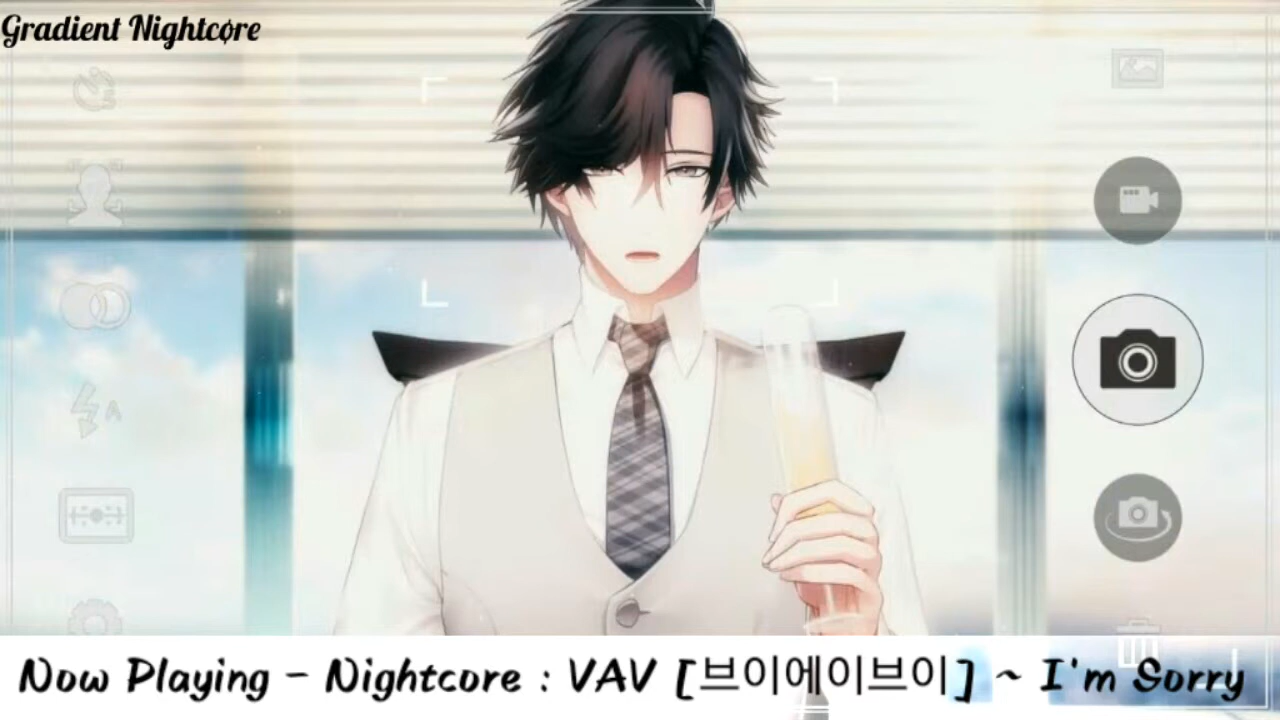 Gradient Nightcore
A
Now Playing - Nightcore : VAV [브이에이브이] ~ I'm Sorry